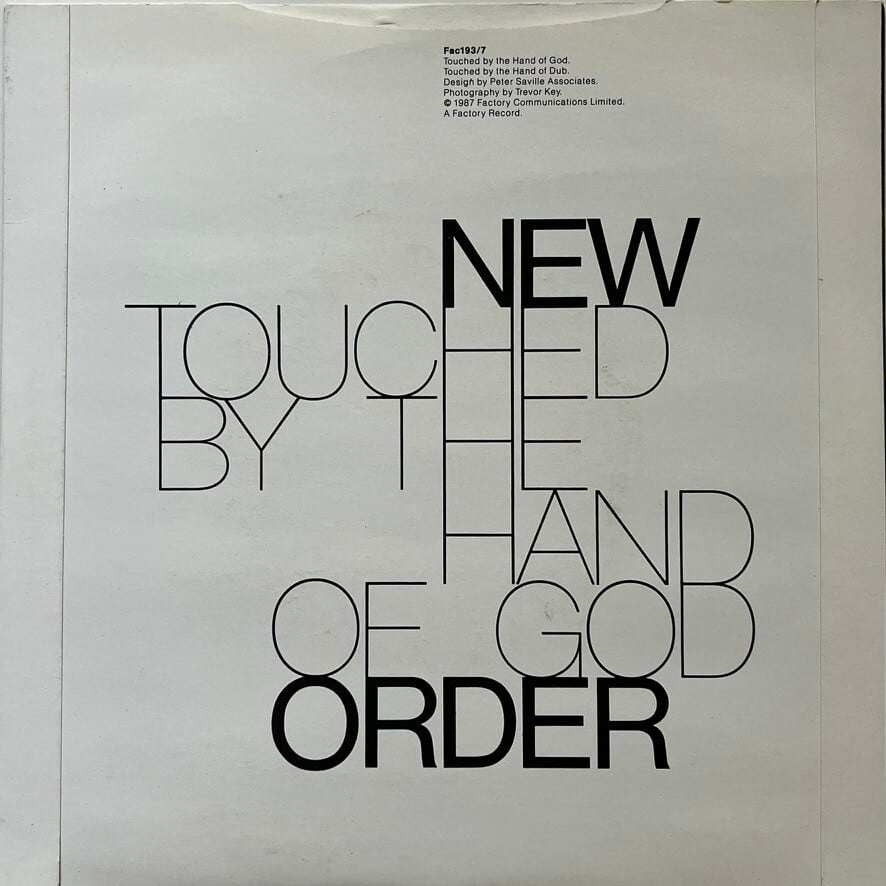 Fac193/7
Touched by the Hand of God.
Touched by the Hand of Dub.
Design by Peter Saville Associates.
Photography by Trevor Key.
© 1987 Factory Communications Limited.
A Factory Record.
NEW
TOUCHED
BY THE
HAND
OF GOD
ORDER